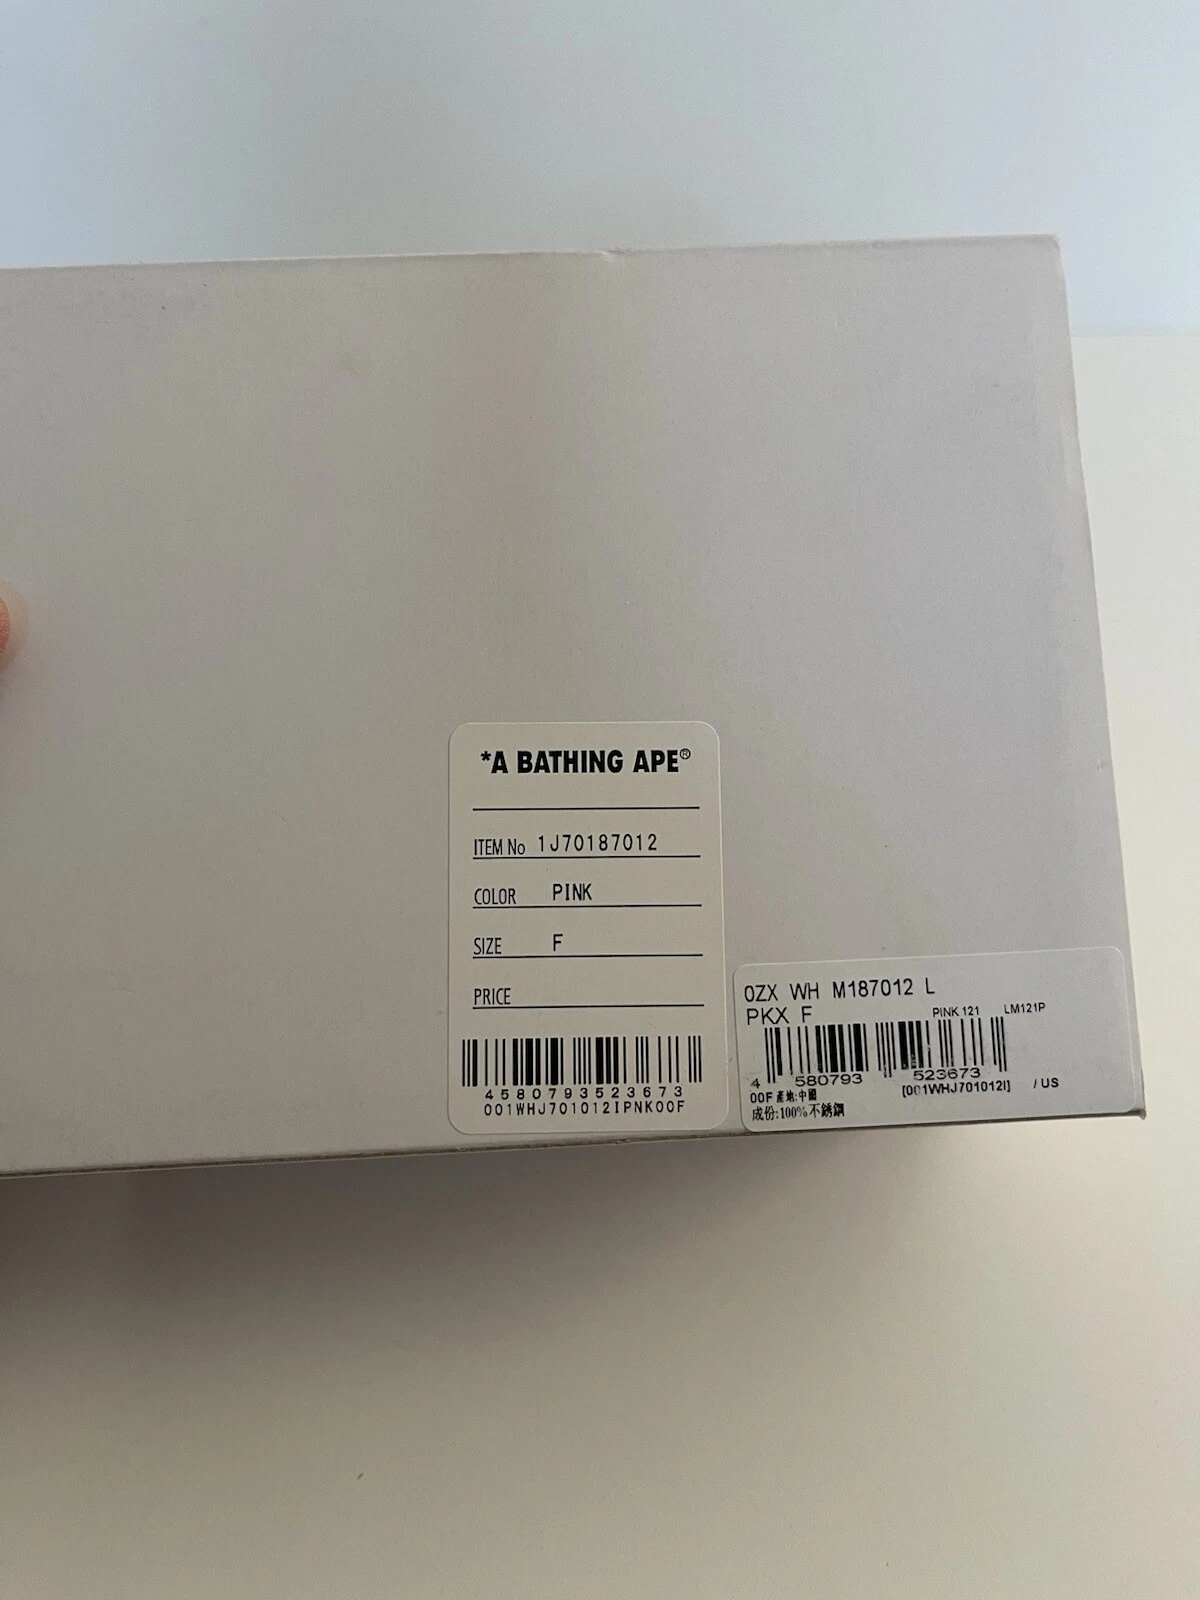 *A BATHING APE®
ITEM No 1J70187012
COLOR PINK
SIZE F
PRICE
4580793523673
001WHJ701012IPNK00F
0ZX WH M187012 L
PKX F PINK 121 LM121P
4 580793 523673
00F 產地:中國 [001WHJ701012I] / US
成份:100%不銹鋼